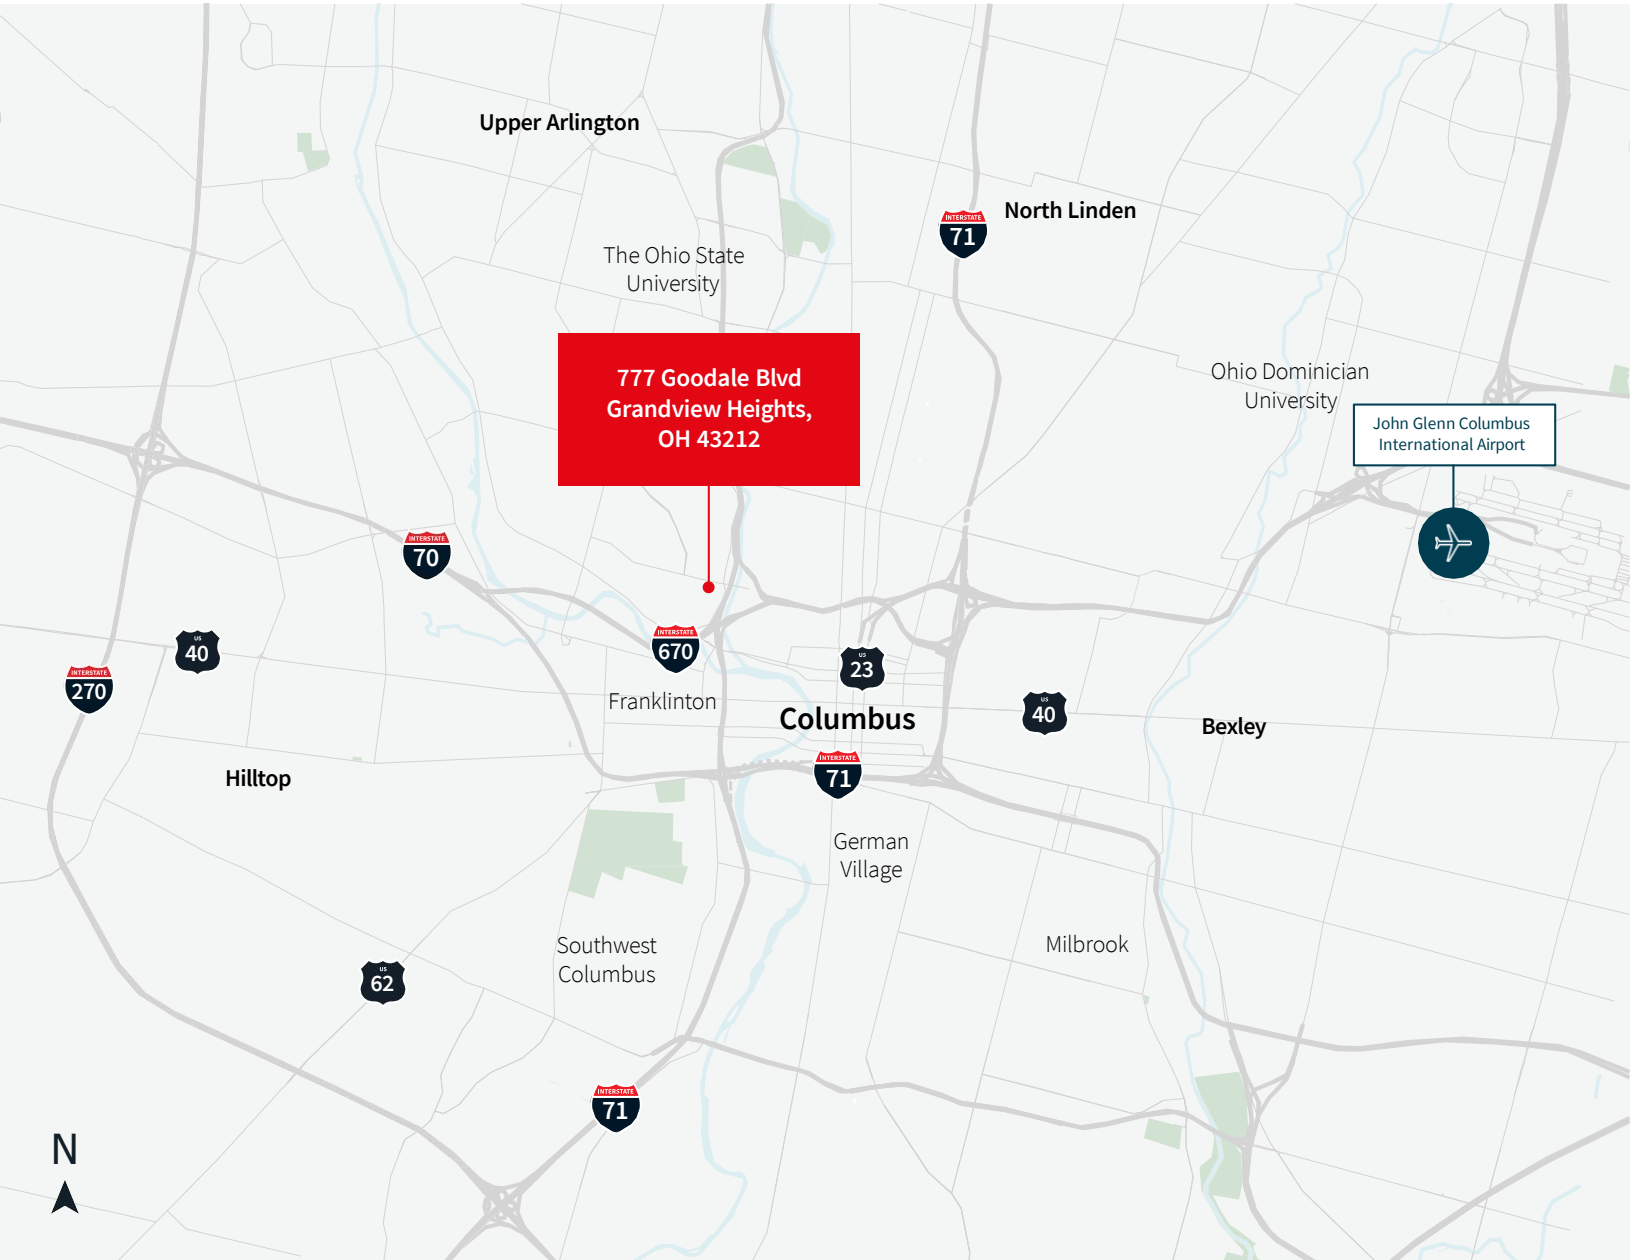 Upper Arlington
North Linden
INTERSTATE
71
The Ohio State
University
777 Goodale Blvd
Grandview Heights,
OH 43212
Ohio Dominician
University
John Glenn Columbus
International Airport
INTERSTATE
70
US
40
INTERSTATE
670
US
23
INTERSTATE
270
Franklinton
Columbus
US
40
Bexley
Hilltop
INTERSTATE
71
German
Village
Southwest
Columbus
Milbrook
US
62
INTERSTATE
71
N